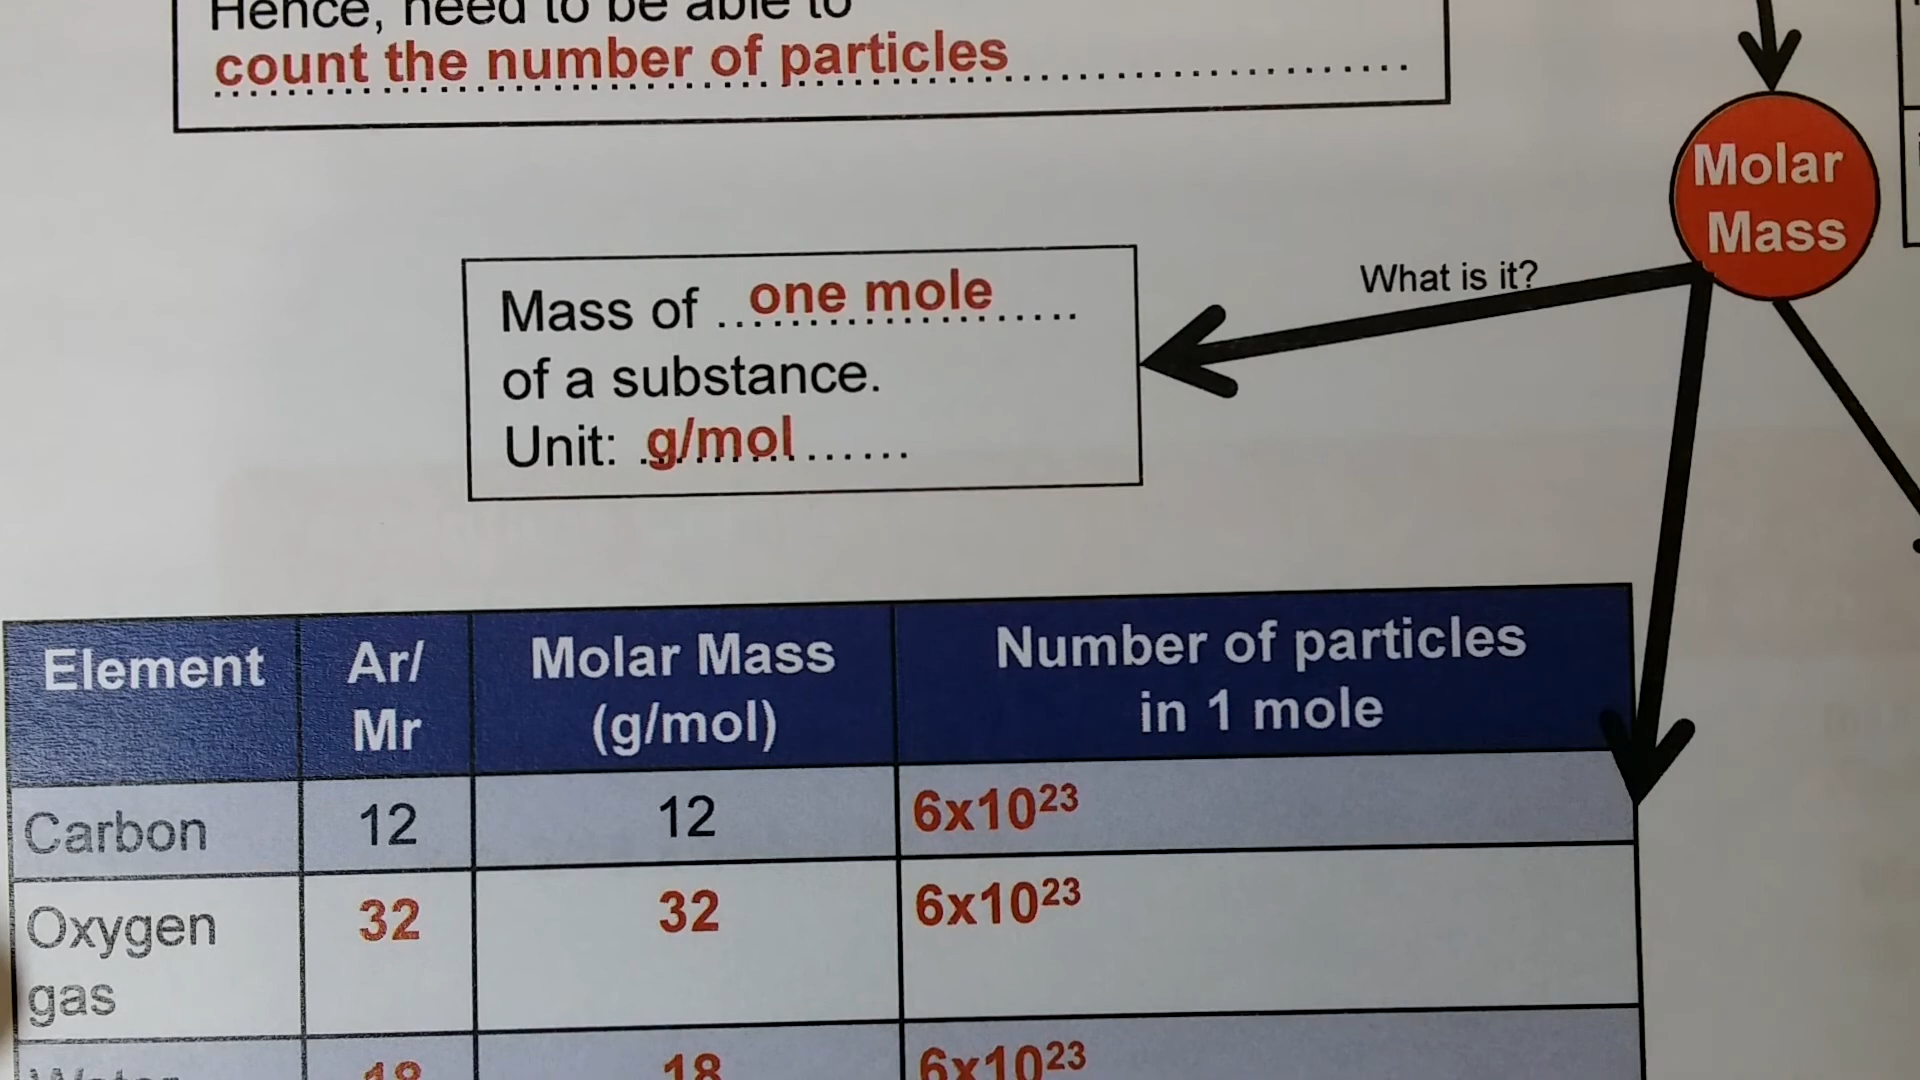 Hence, need to be able to
count the number of particles
Molar
Mass
What is it?
Mass of one mole
of a substance.
Unit: g/mol
Element
Ar/
Mr
Molar Mass
(g/mol)
Number of particles
in 1 mole
Carbon 12 12 6x10²³
Oxygen
gas
32 32 6x10²³
Water 18 18 6x10²³